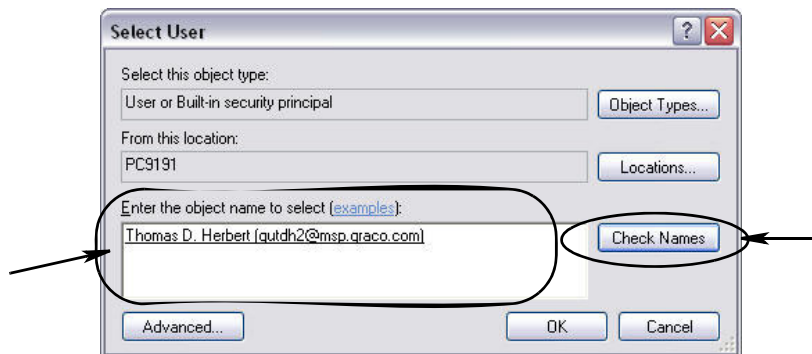 Select User
Select this object type:
User or Built-in security principal
Object Types...
From this location:
PC9191
Locations...
Enter the object name to select (examples):
Thomas D. Herbert (gutdh2@msp.graco.com)
Check Names
Advanced...
OK
Cancel